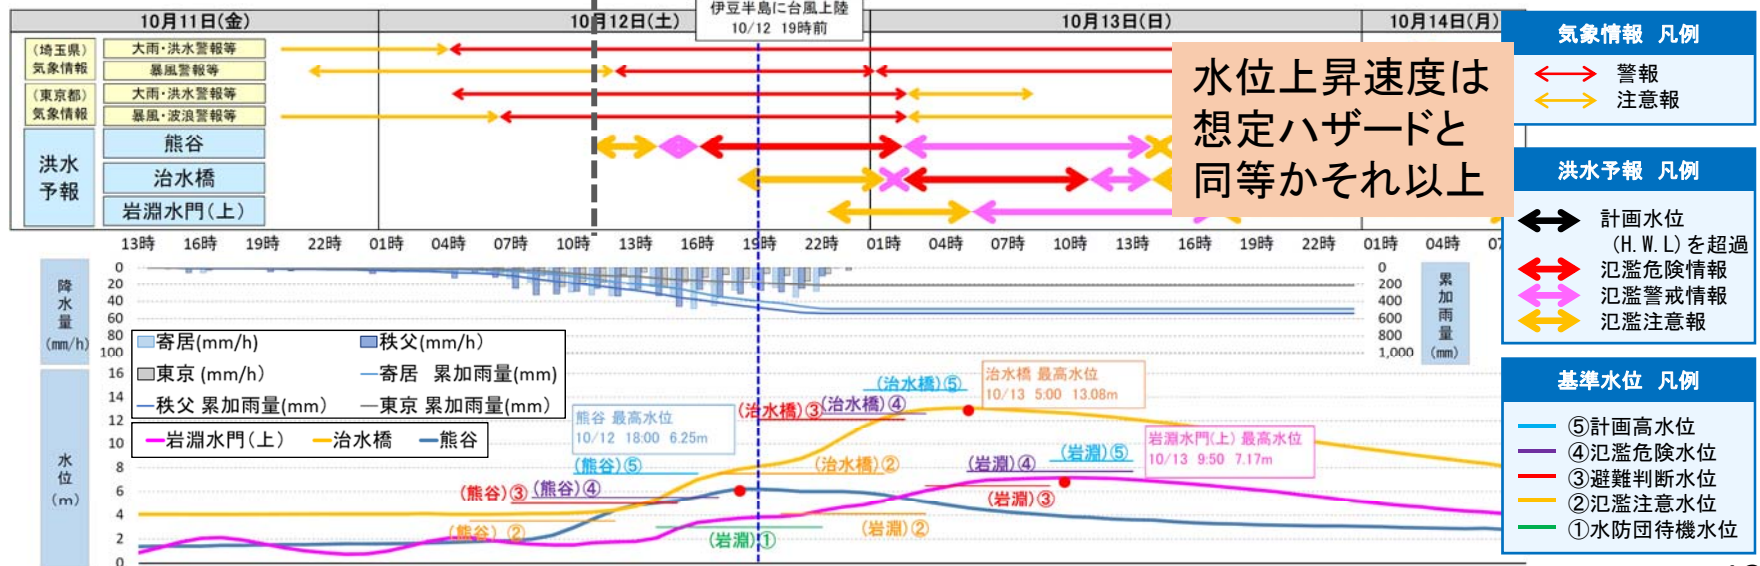 10月11日(金)
10月12日(土)
伊豆半島に台風上陸
10/12 19時前
10月13日(日)
10月14日(月)
(埼玉県)
気象情報
大雨・洪水警報等
暴風警報等
(東京都)
気象情報
大雨・洪水警報等
暴風・波浪警報等
洪水
予報
熊谷
治水橋
岩淵水門(上)
水位上昇速度は
想定ハザードと
同等かそれ以上
気象情報 凡例
警報
注意報
洪水予報 凡例
計画水位
(H.W.L)を超過
氾濫危険情報
氾濫警戒情報
氾濫注意報
13時 16時 19時 22時 01時 04時 07時 10時 13時 16時 19時 22時 01時 04時 07時 10時 13時 16時 19時 22時 01時 04時
降水量
(mm/h)
0
20
40
60
80
100
寄居(mm/h)
秩父(mm/h)
東京 (mm/h)
寄居 累加雨量(mm)
秩父 累加雨量(mm)
東京 累加雨量(mm)
0
200
400
600
800
1,000
累加雨量
(mm)
岩淵水門(上) 治水橋 熊谷
水位
(m)
16
14
12
10
8
6
4
2
0
熊谷 最高水位
10/12 18:00 6.25m
(治水橋)⑤
(治水橋)④
(治水橋)③
(治水橋)②
治水橋 最高水位
10/13 5:00 13.08m
(熊谷)⑤
(熊谷)④
(熊谷)③
(熊谷)②
(岩淵)⑤
(岩淵)④
(岩淵)③
(岩淵)②
(岩淵)①
岩淵水門(上) 最高水位
10/13 9:50 7.17m
基準水位 凡例
⑤計画高水位
④氾濫危険水位
③避難判断水位
②氾濫注意水位
①水防団待機水位